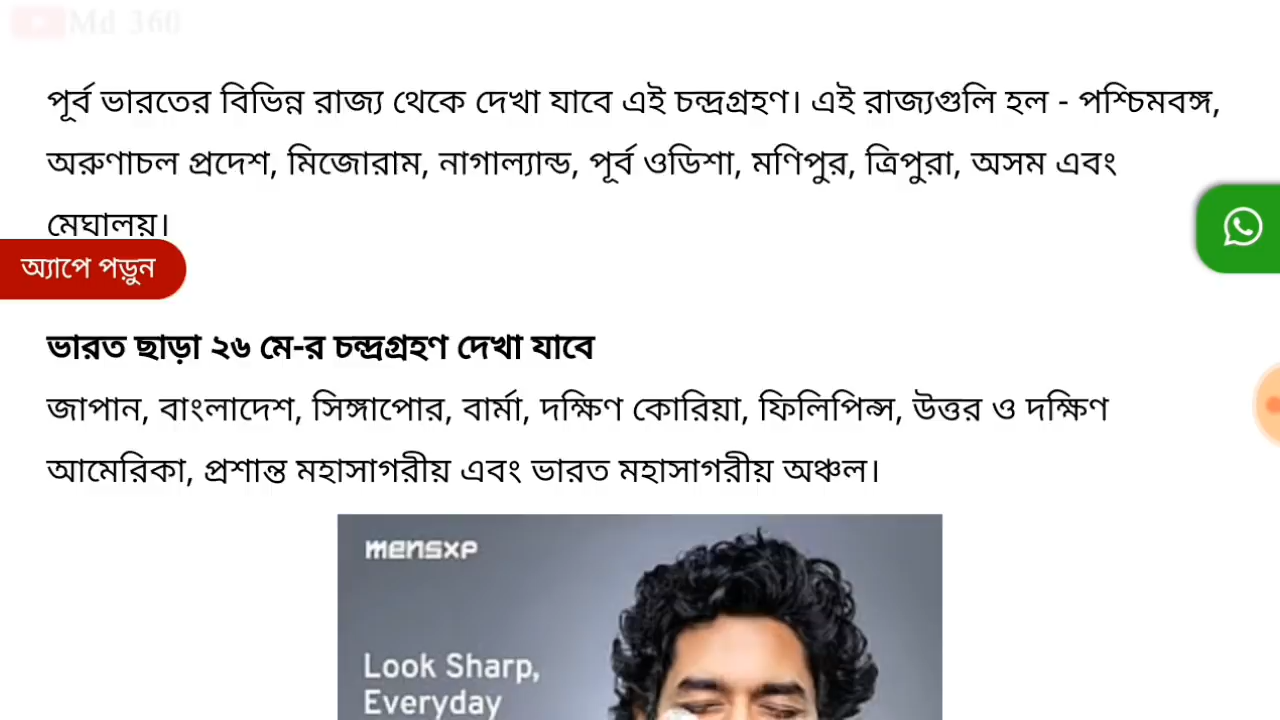 Md 360
পূর্ব ভারতের বিভিন্ন রাজ্য থেকে দেখা যাবে এই চন্দ্রগ্রহণ। এই রাজ্যগুলি হল - পশ্চিমবঙ্গ,
অরুণাচল প্রদেশ, মিজোরাম, নাগাল্যান্ড, পূর্ব ওডিশা, মণিপুর, ত্রিপুরা, অসম এবং
মেঘালয়।
অ্যাপে পড়ুন
ভারত ছাড়া ২৬ মে-র চন্দ্রগ্রহণ দেখা যাবে
জাপান, বাংলাদেশ, সিঙ্গাপোর, বার্মা, দক্ষিণ কোরিয়া, ফিলিপিন্স, উত্তর ও দক্ষিণ
আমেরিকা, প্রশান্ত মহাসাগরীয় এবং ভারত মহাসাগরীয় অঞ্চল।
mensxp
Look Sharp,
Everyday